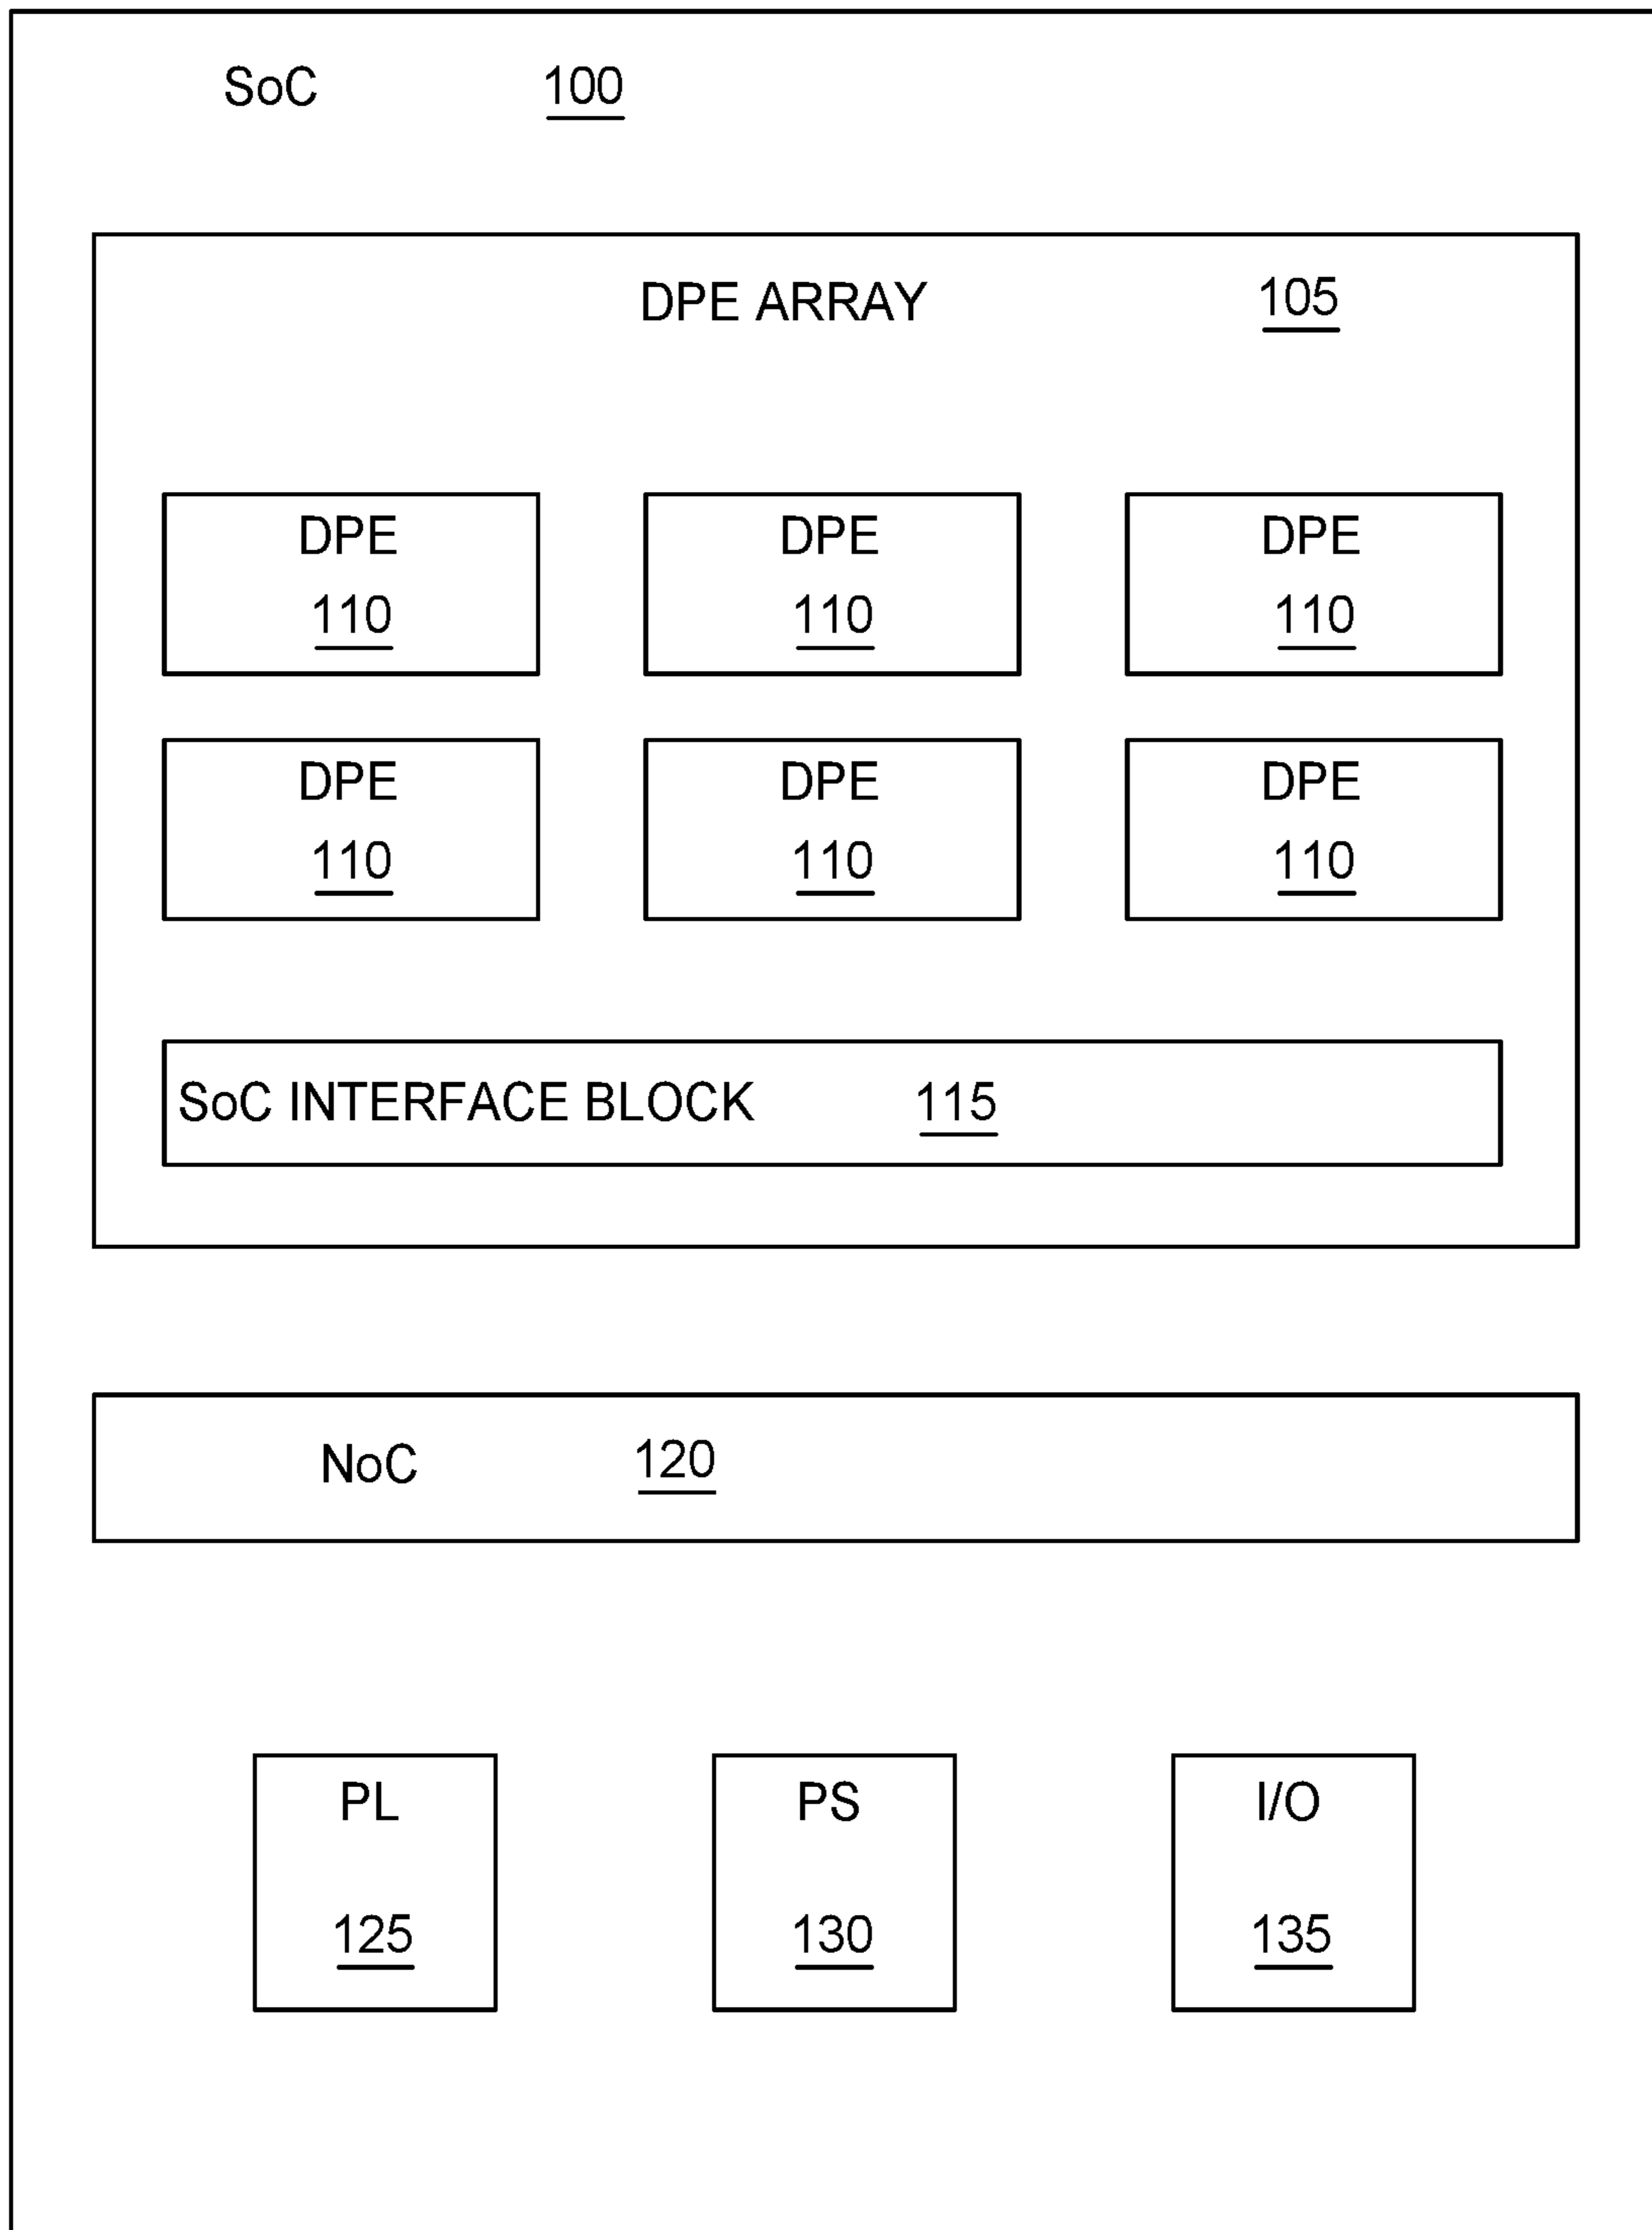 SoC 100
DPE ARRAY 105
DPE DPE DPE
110 110 110
DPE DPE DPE
110 110 110
SoC INTERFACE BLOCK 115
NoC 120
PL PS I/O
125 130 135